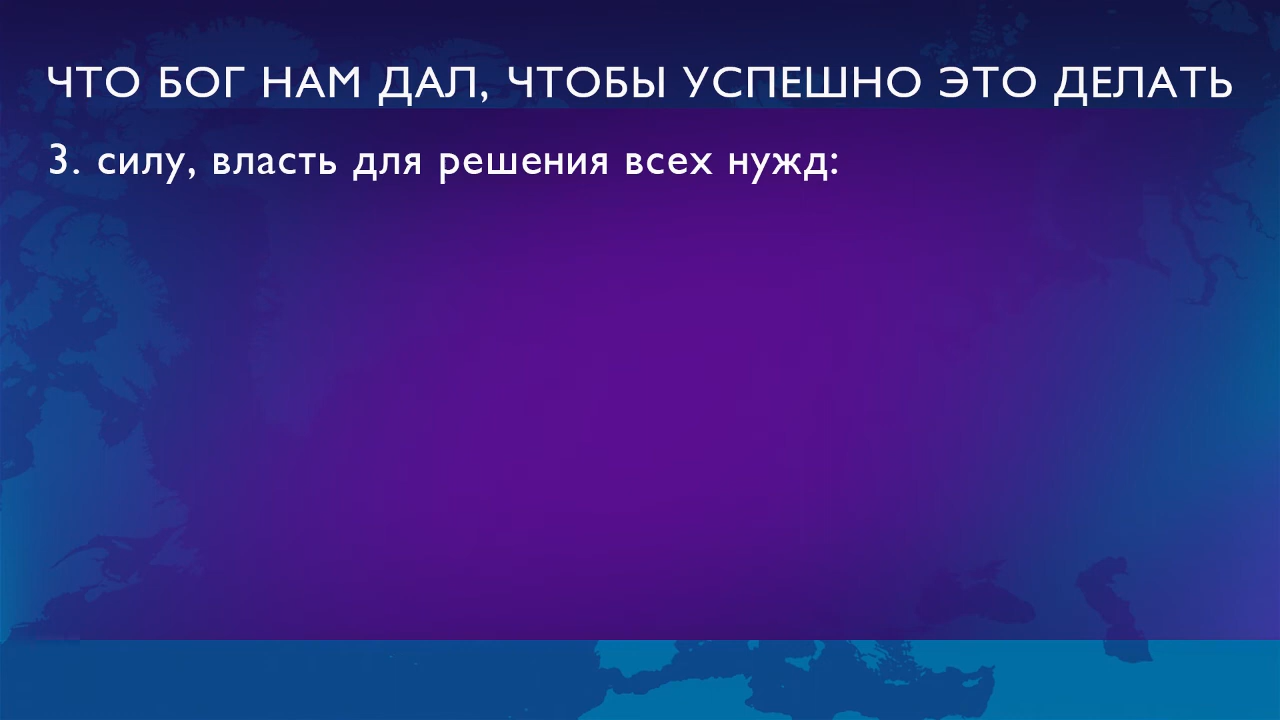 ЧТО БОГ НАМ ДАЛ, ЧТОБЫ УСПЕШНО ЭТО ДЕЛАТЬ
3. силу, власть для решения всех нужд: